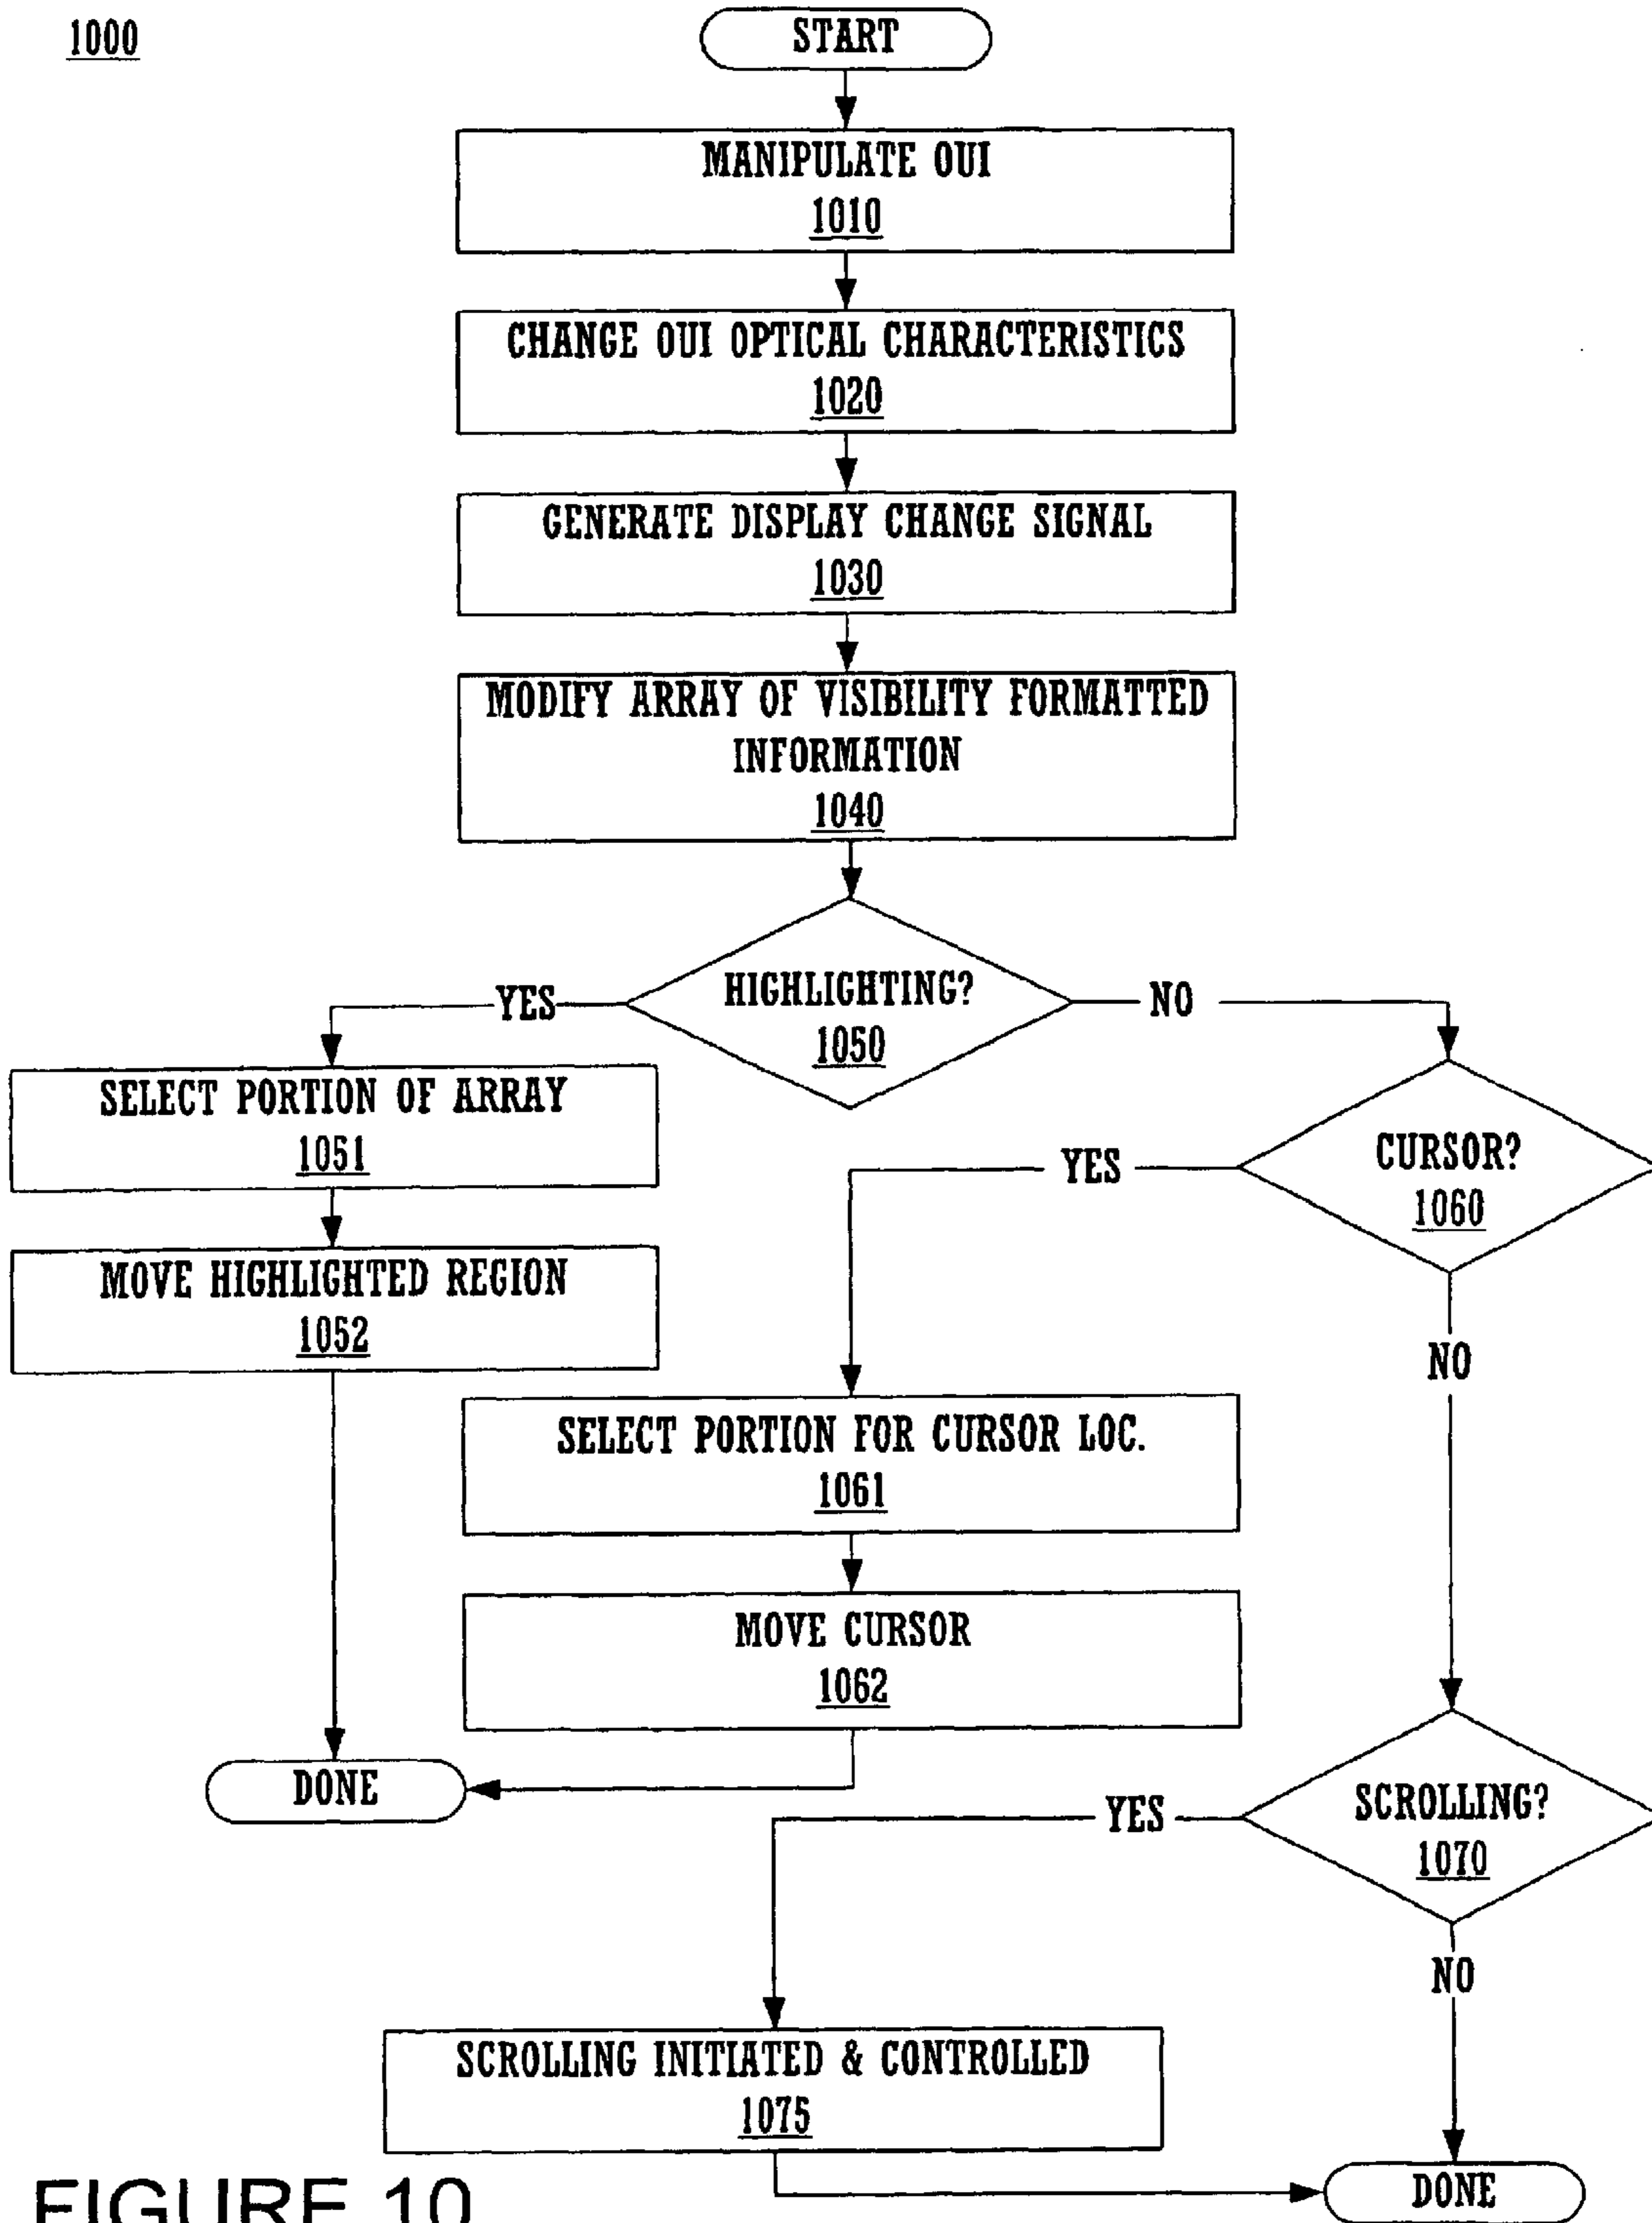 1000
START
MANIPULATE OUI
1010
CHANGE OUI OPTICAL CHARACTERISTICS
1020
GENERATE DISPLAY CHANGE SIGNAL
1030
MODIFY ARRAY OF VISIBILITY FORMATTED
INFORMATION
1040
HIGHLIGHTING?
1050
YES
NO
SELECT PORTION OF ARRAY
1051
MOVE HIGHLIGHTED REGION
1052
CURSOR?
1060
YES
NO
SELECT PORTION FOR CURSOR LOC.
1061
MOVE CURSOR
1062
DONE
SCROLLING?
1070
YES
NO
SCROLLING INITIATED & CONTROLLED
1075
DONE
FIGURE 10